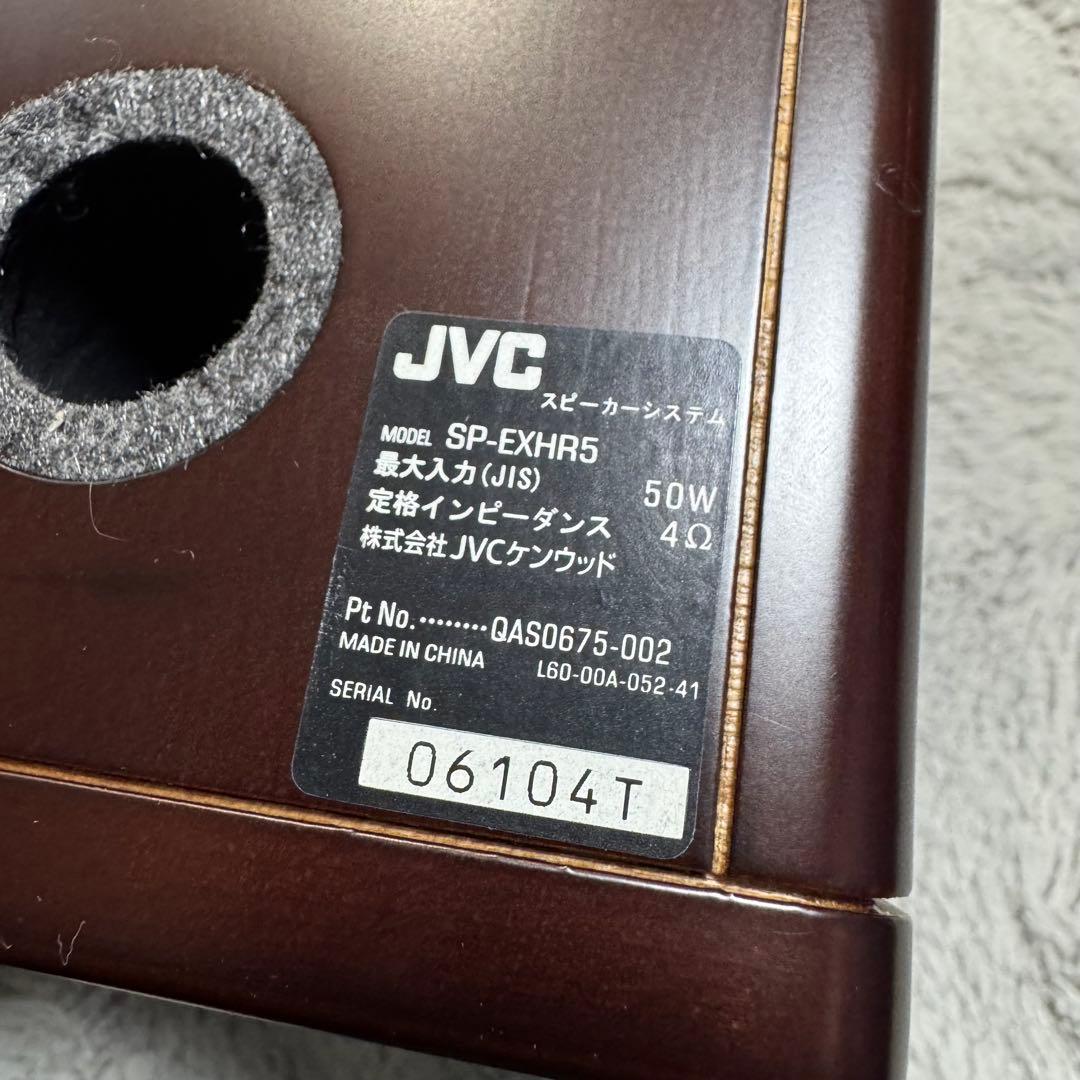 JVC
スピーカーシステム
MODEL SP-EXHR5
最大入力(JIS) 50W
定格インピーダンス 4Ω
株式会社JVCケンウッド
Pt No.········QAS0675-002
MADE IN CHINA L60-00A-052-41
SERIAL No.
06104T